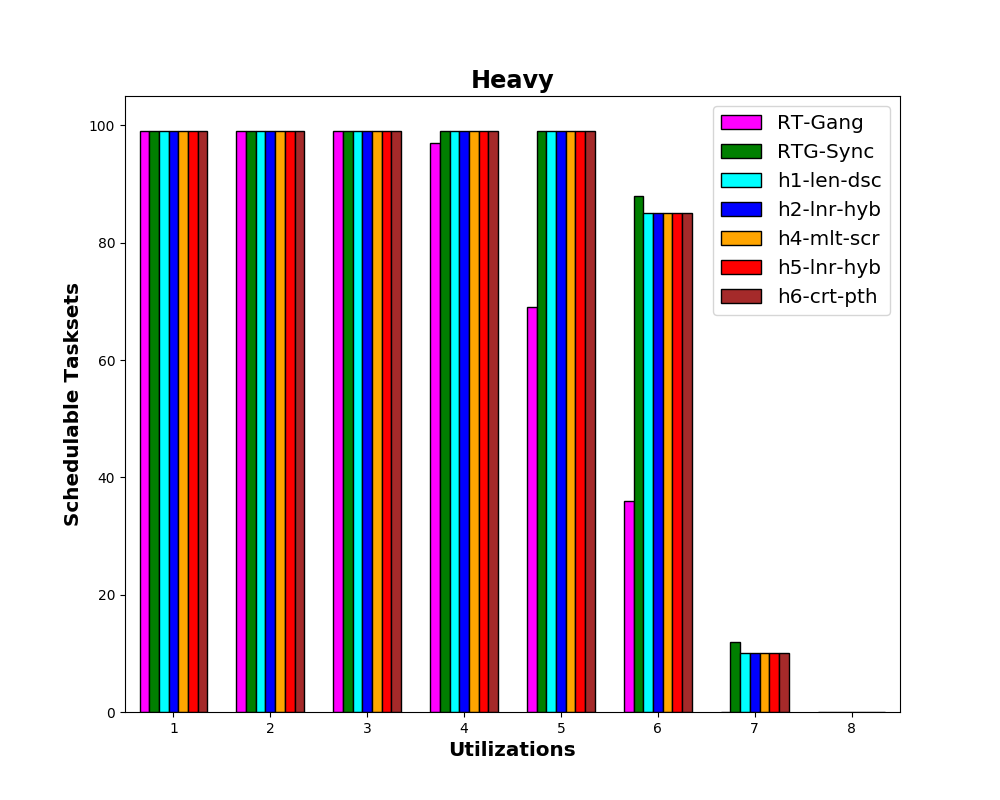 Heavy
100
80
60
40
20
0
Schedulable Tasksets
RT-Gang
RTG-Sync
h1-len-dsc
h2-lnr-hyb
h4-mlt-scr
h5-lnr-hyb
h6-crt-pth
1 2 3 4 5 6 7 8
Utilizations